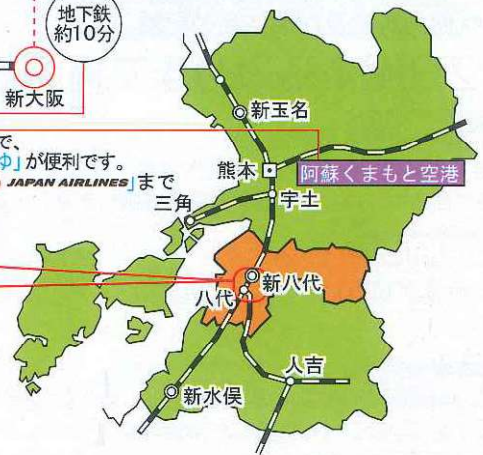 地下鉄
約10分
新大阪
で、
ゆ」が便利です。
JAPAN AIRLINES」まで
新玉名
熊本
阿蘇くまもと空港
三角
宇土
八代
新八代
人吉
新水俣